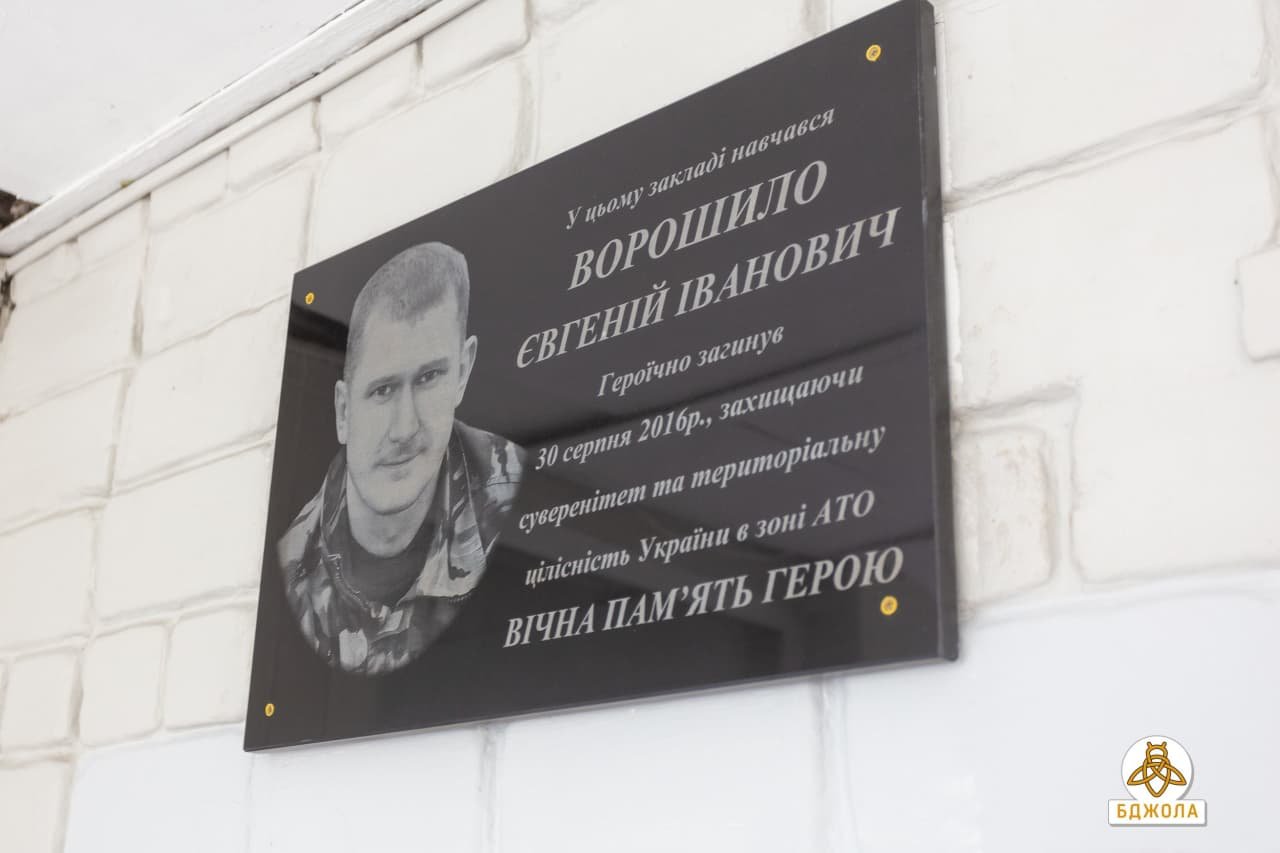 У цьому закладі навчався
ВОРОШИЛО
ЄВГЕНІЙ ІВАНОВИЧ
Героїчно загинув
30 серпня 2016р., захищаючи
суверенітет та територіальну
цілісність України в зоні АТО
ВІЧНА ПАМ’ЯТЬ ГЕРОЮ
БДЖОЛА